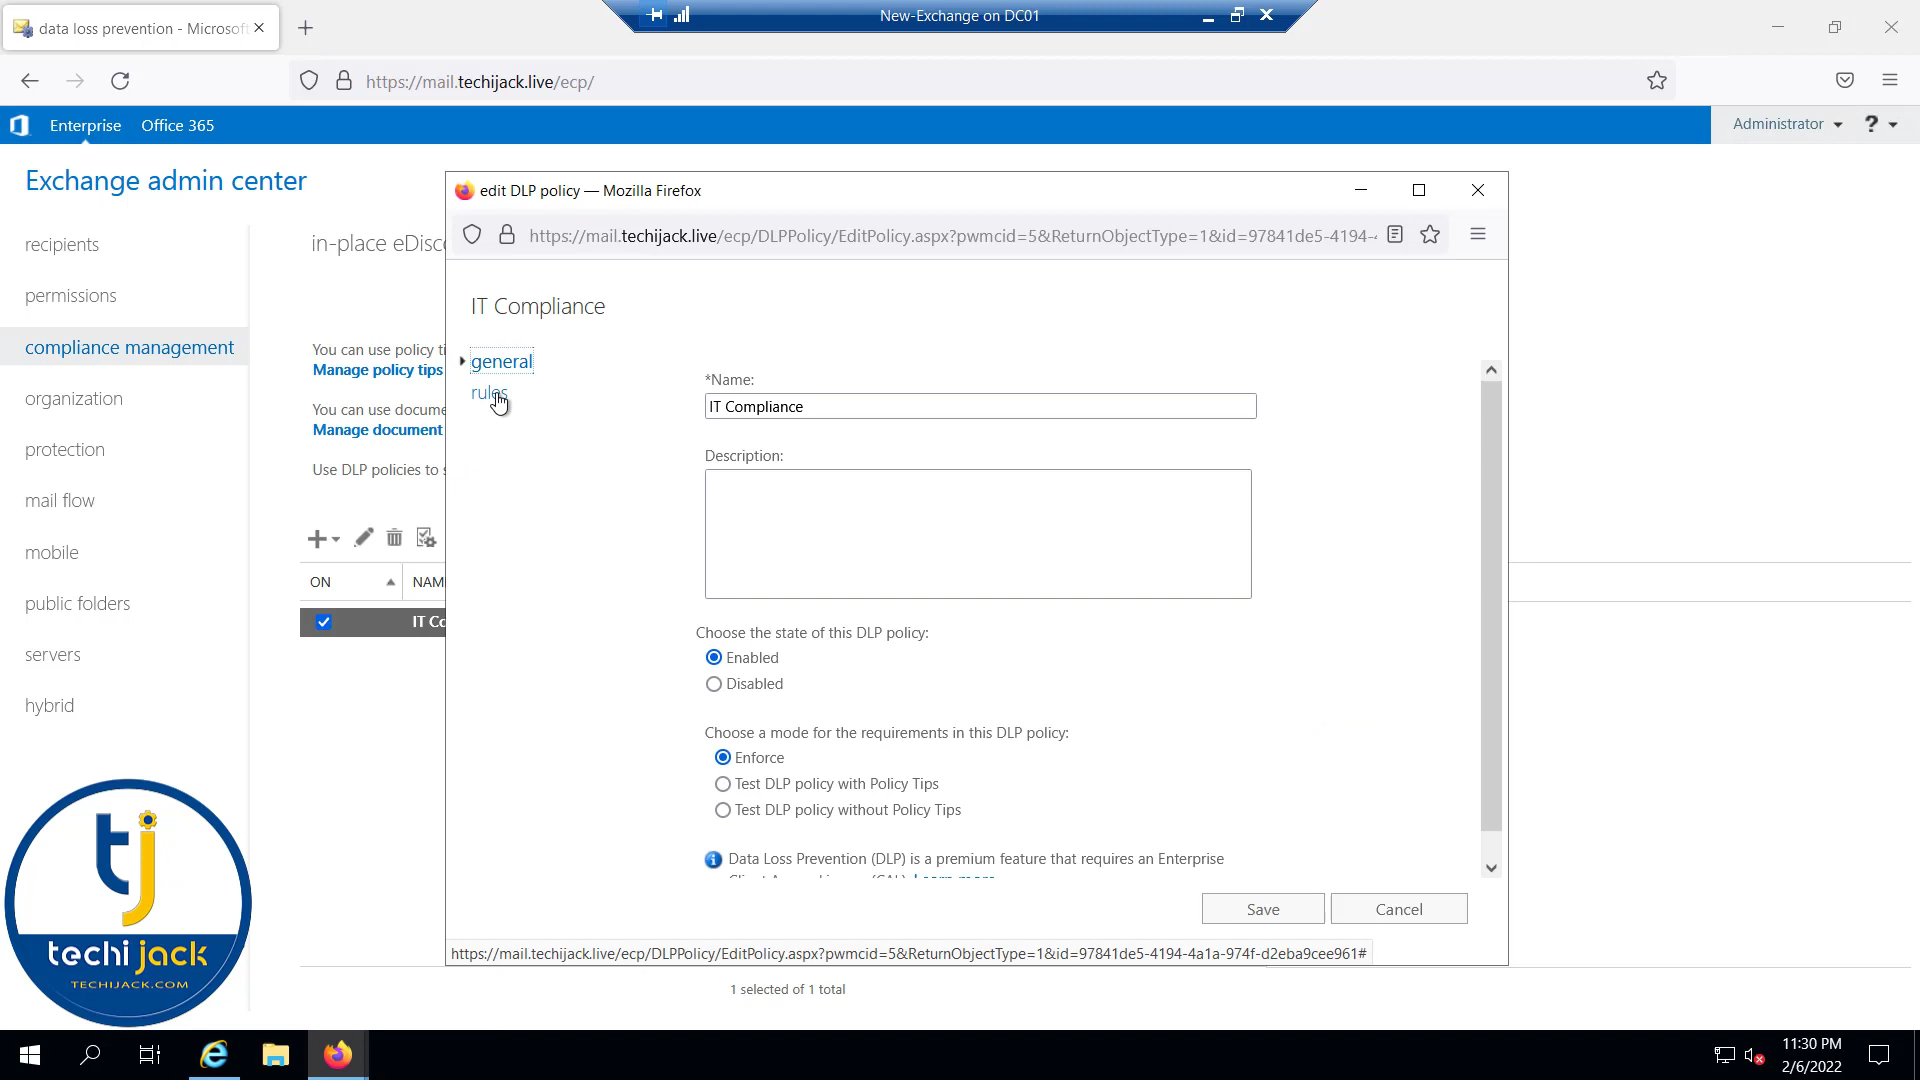 data loss prevention - Microsoft
New-Exchange on DC01
https://mail.techijack.live/ecp/
Enterprise
Office 365
Administrator
?
Exchange admin center
recipients
permissions
compliance management
organization
protection
mail flow
mobile
public folders
servers
hybrid
in-place eDisc
You can use policy ti
Manage policy tips
You can use docume
Manage document
Use DLP policies to s
ON
NAM
IT Co
1 selected of 1 total
edit DLP policy — Mozilla Firefox
https://mail.techijack.live/ecp/DLPPolicy/EditPolicy.aspx?pwmcid=5&ReturnObjectType=1&id=97841de5-4194-
IT Compliance
general
rules
*Name:
IT Compliance
Description:
Choose the state of this DLP policy:
Enabled
Disabled
Choose a mode for the requirements in this DLP policy:
Enforce
Test DLP policy with Policy Tips
Test DLP policy without Policy Tips
Data Loss Prevention (DLP) is a premium feature that requires an Enterprise
Save
Cancel
https://mail.techijack.live/ecp/DLPPolicy/EditPolicy.aspx?pwmcid=5&ReturnObjectType=1&id=97841de5-4194-4a1a-974f-d2eba9cee961#
tj
techijack
TECHIJACK.COM
11:30 PM
2/6/2022